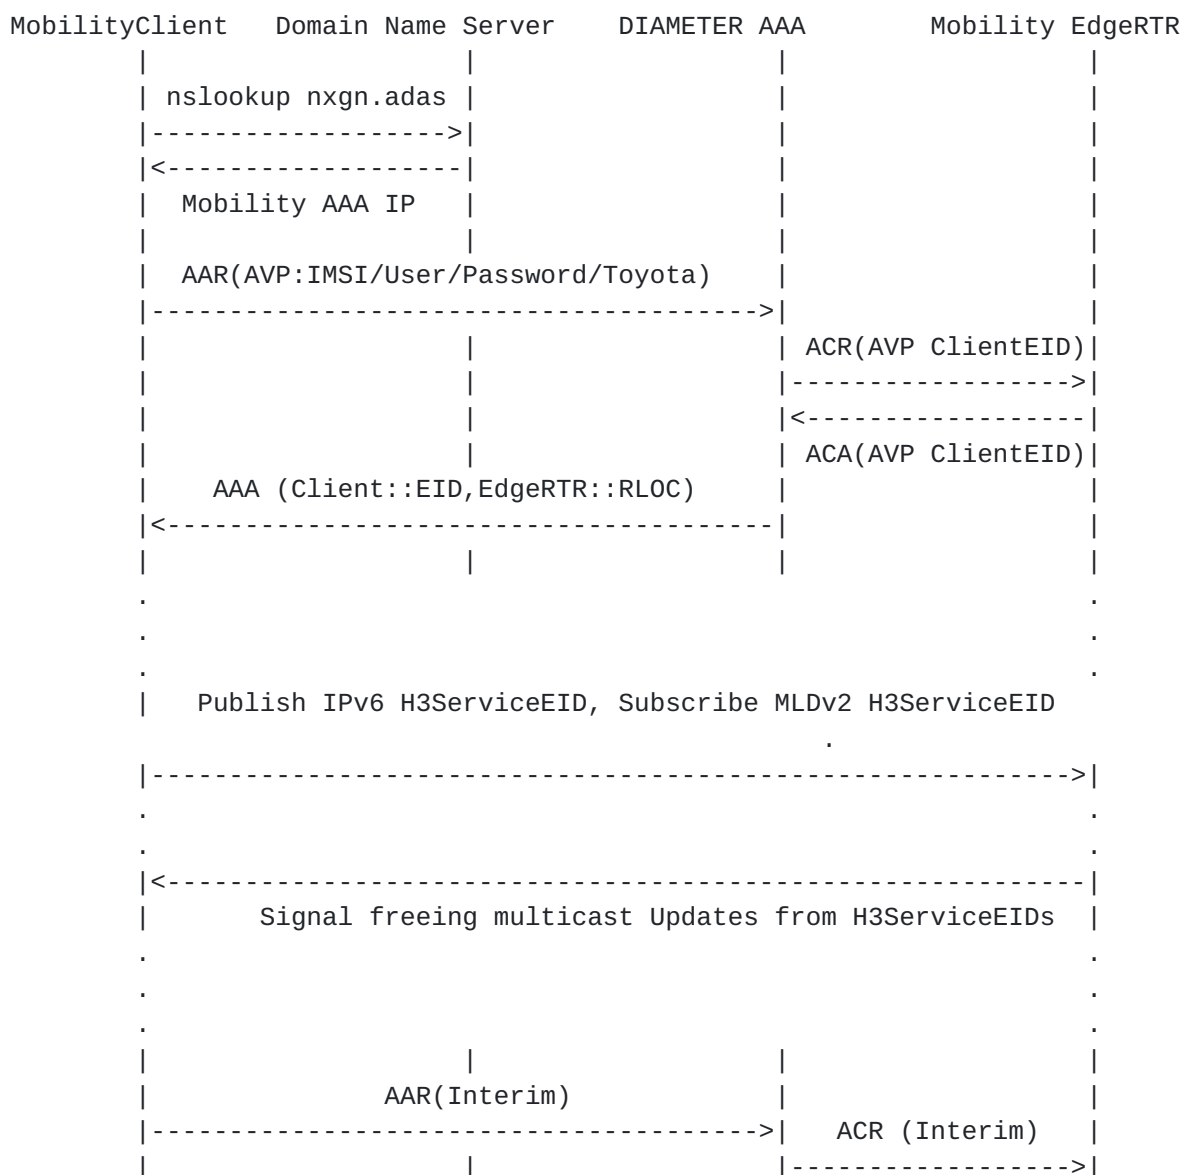 MobilityClient   Domain Name Server    DIAMETER AAA        Mobility EdgeRTR
nslookup nxgn.adas
Mobility AAA IP
AAR(AVP:IMSI/User/Password/Toyota)
ACR(AVP ClientEID)
ACA(AVP ClientEID)
AAA (Client::EID,EdgeRTR::RLOC)
Publish IPv6 H3ServiceEID, Subscribe MLDv2 H3ServiceEID
Signal freeing multicast Updates from H3ServiceEIDs
AAR(Interim)
ACR (Interim)